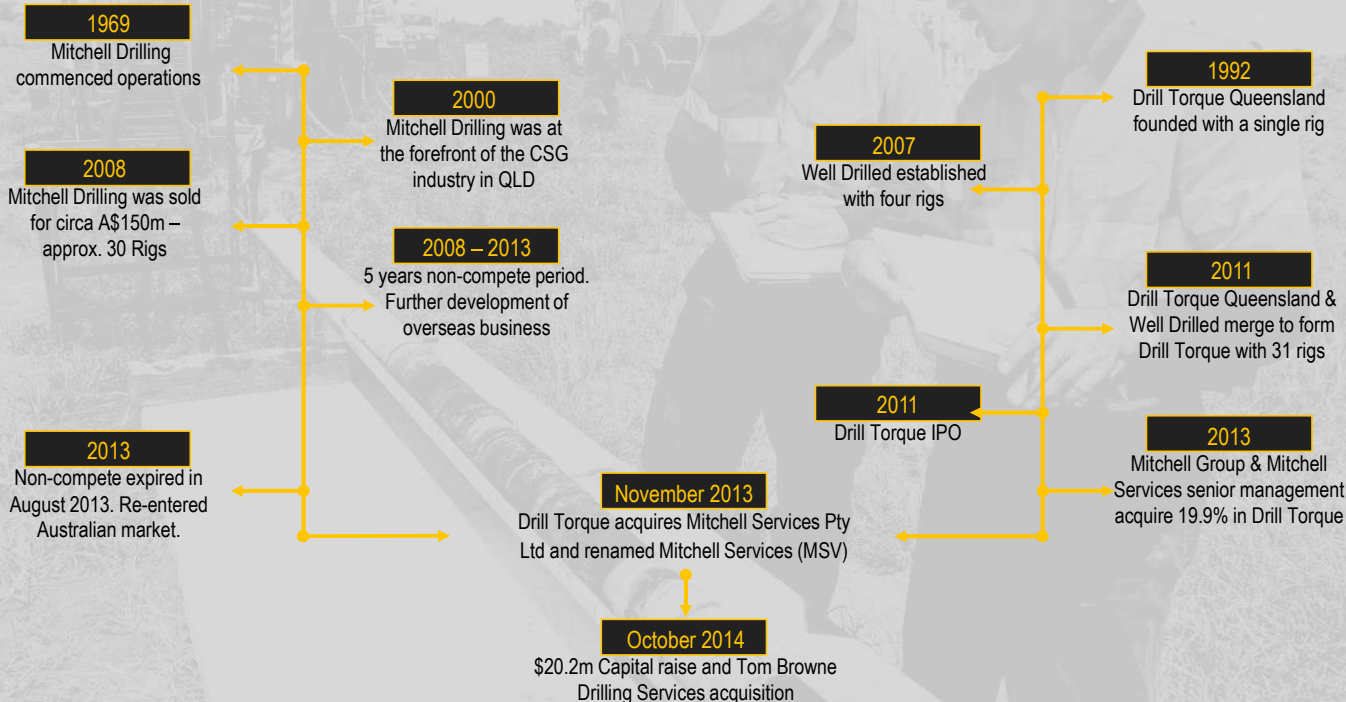 1969
Mitchell Drilling
commenced operations
2000
Mitchell Drilling was at
the forefront of the CSG
industry in QLD
2008
Mitchell Drilling was sold
for circa A$150m –
approx. 30 Rigs
2008 – 2013
5 years non-compete period.
Further development of
overseas business
2013
Non-compete expired in
August 2013. Re-entered
Australian market.
1992
Drill Torque Queensland
founded with a single rig
2007
Well Drilled established
with four rigs
2011
Drill Torque Queensland &
Well Drilled merge to form
Drill Torque with 31 rigs
2011
Drill Torque IPO
2013
Mitchell Group & Mitchell
Services senior management
acquire 19.9% in Drill Torque
November 2013
Drill Torque acquires Mitchell Services Pty
Ltd and renamed Mitchell Services (MSV)
October 2014
$20.2m Capital raise and Tom Browne
Drilling Services acquisition